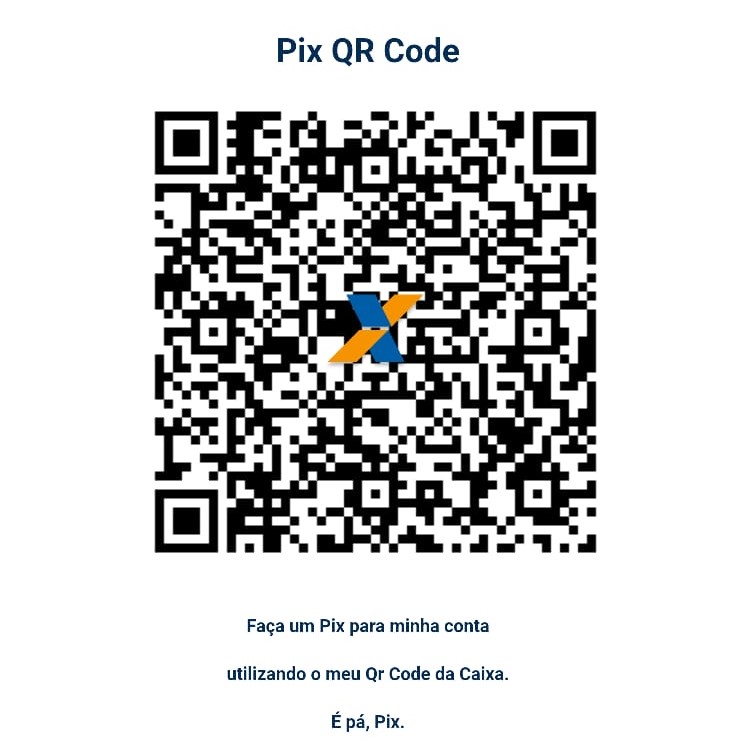 Pix QR Code
Faça um Pix para minha conta
utilizando o meu Qr Code da Caixa.
É pá, Pix.